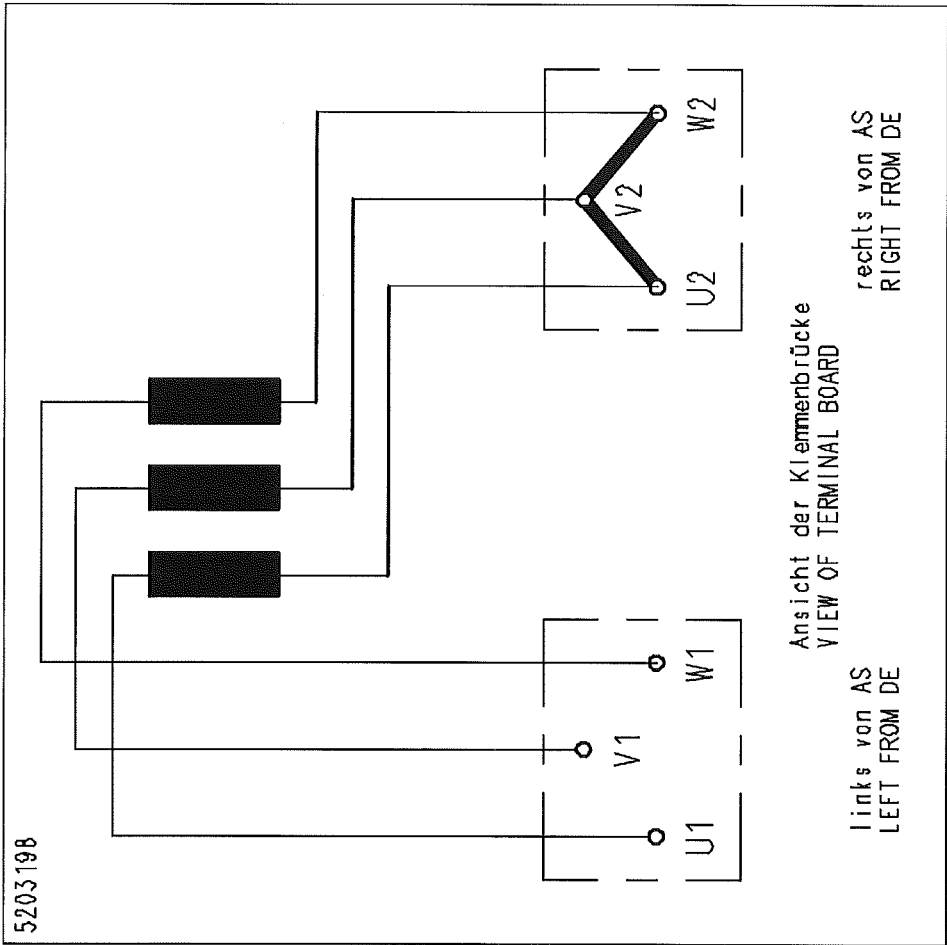 5203198
U1
V1
W1
U2
V2
W2
Ansicht der Klemmenbrücke
VIEW OF TERMINAL BOARD
links von AS
LEFT FROM DE
rechts von AS
RIGHT FROM DE